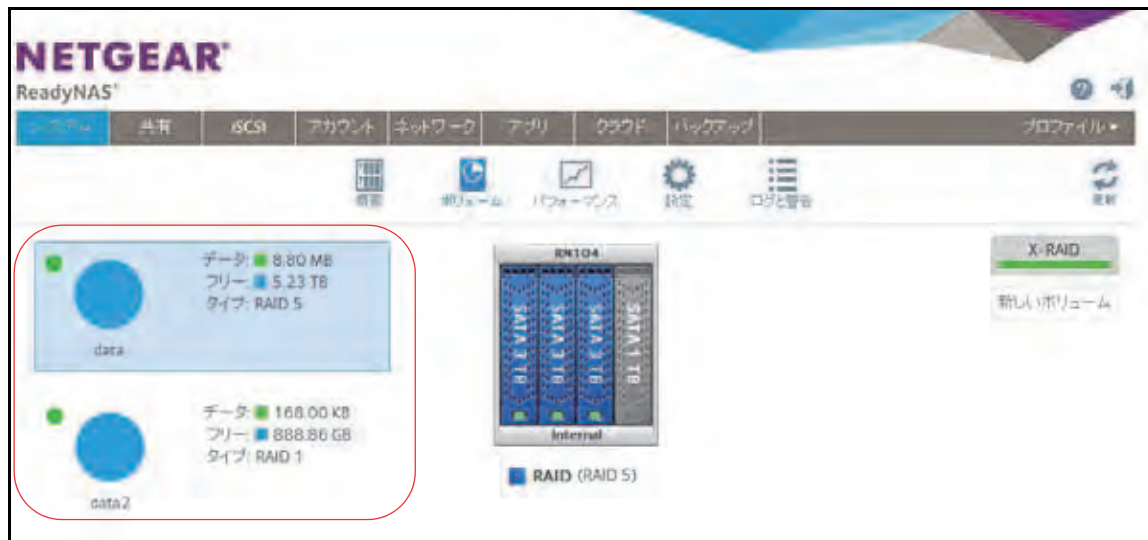 NETGEAR®
ReadyNAS®
システム 共有 iSCSI アカウント ネットワーク アプリ クラウド バックアップ プロファイル
概要 ボリューム パフォーマンス 設定 ログと警告 更新
データ: 8.80 MB
フリー: 5.23 TB
タイプ: RAID 5
data
データ: 168.00 KB
フリー: 888.86 GB
タイプ: RAID 1
data2
RN104
SATA 3 TB SATA 3 TB SATA 3 TB SATA 1 TB
Internal
RAID (RAID 5)
X-RAID
新しいボリューム